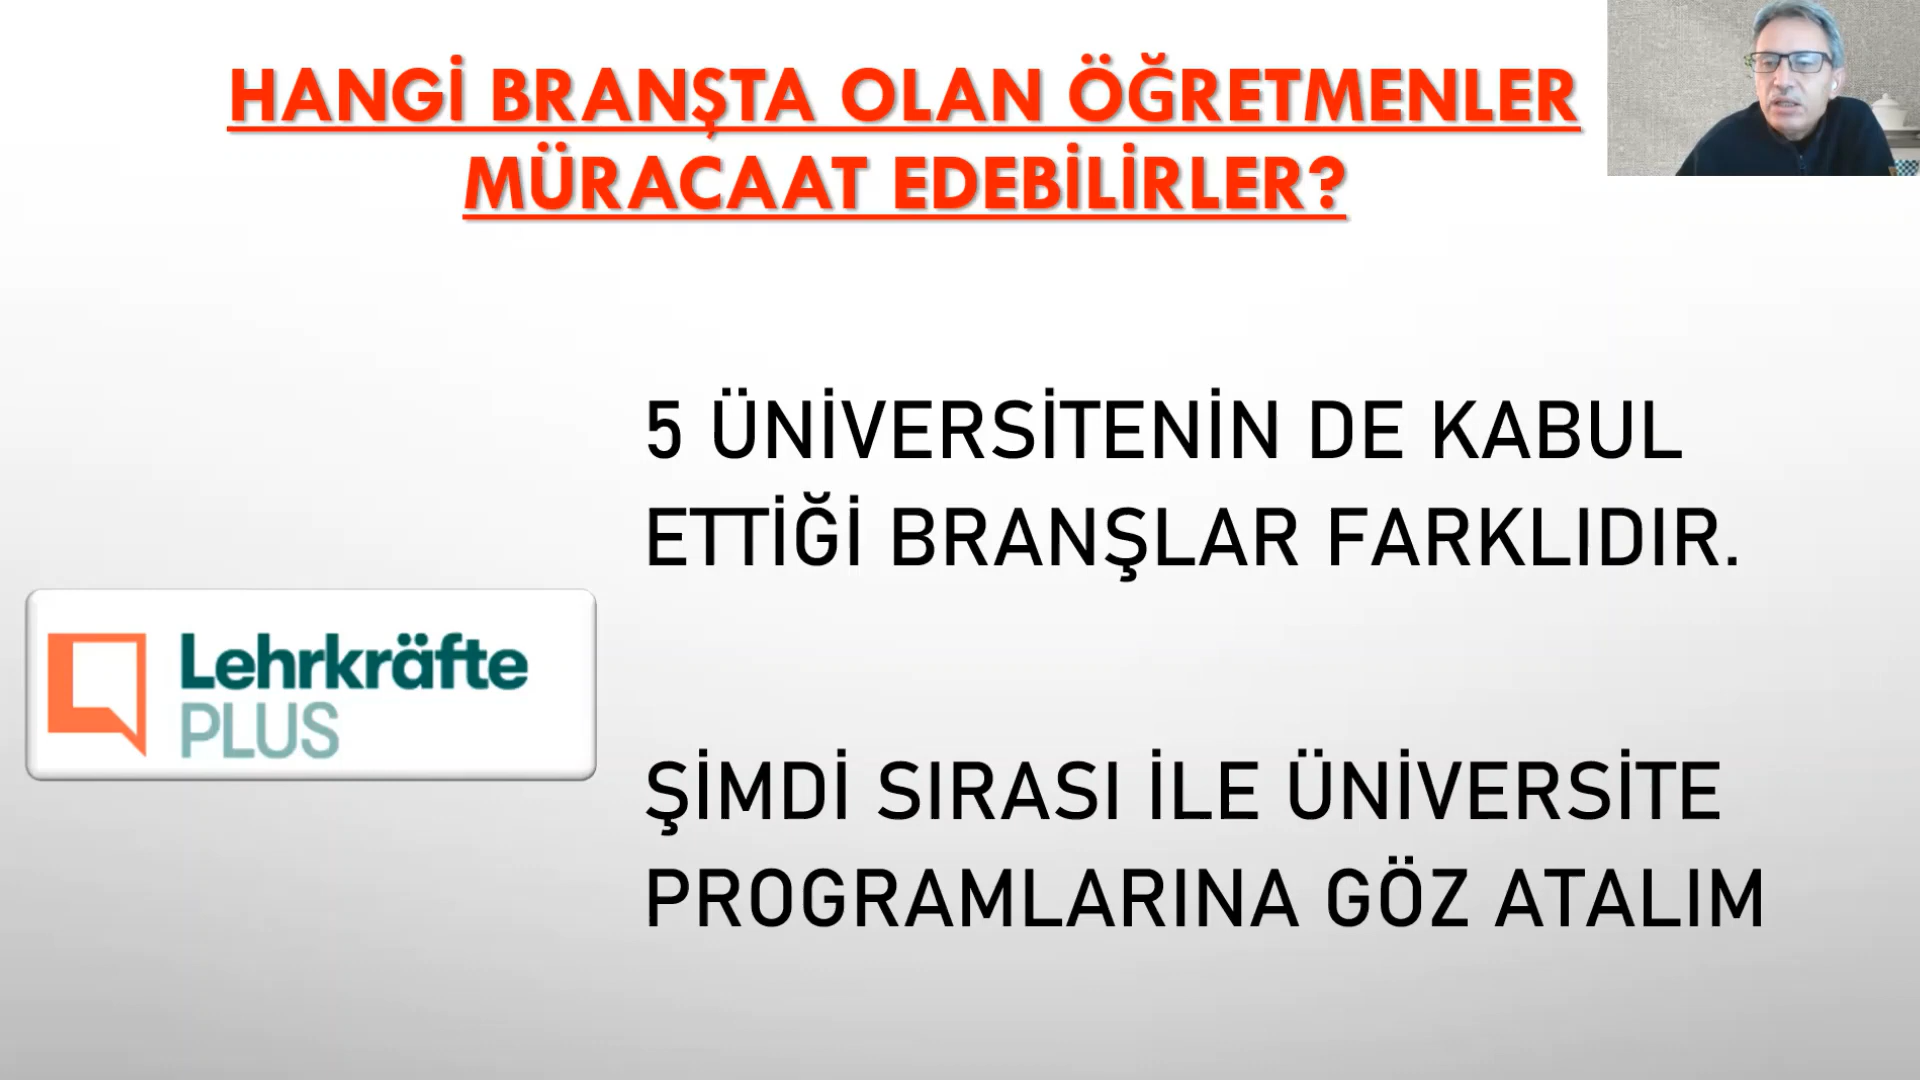 HANGİ BRANŞTA OLAN ÖĞRETMENLER
MÜRACAAT EDEBİLİRLER?
5 ÜNİVERSİTENİN DE KABUL
ETTİĞİ BRANŞLAR FARKLIDIR.
Lehrkräfte
PLUS
ŞİMDİ SIRASI İLE ÜNİVERSİTE
PROGRAMLARINA GÖZ ATALIM